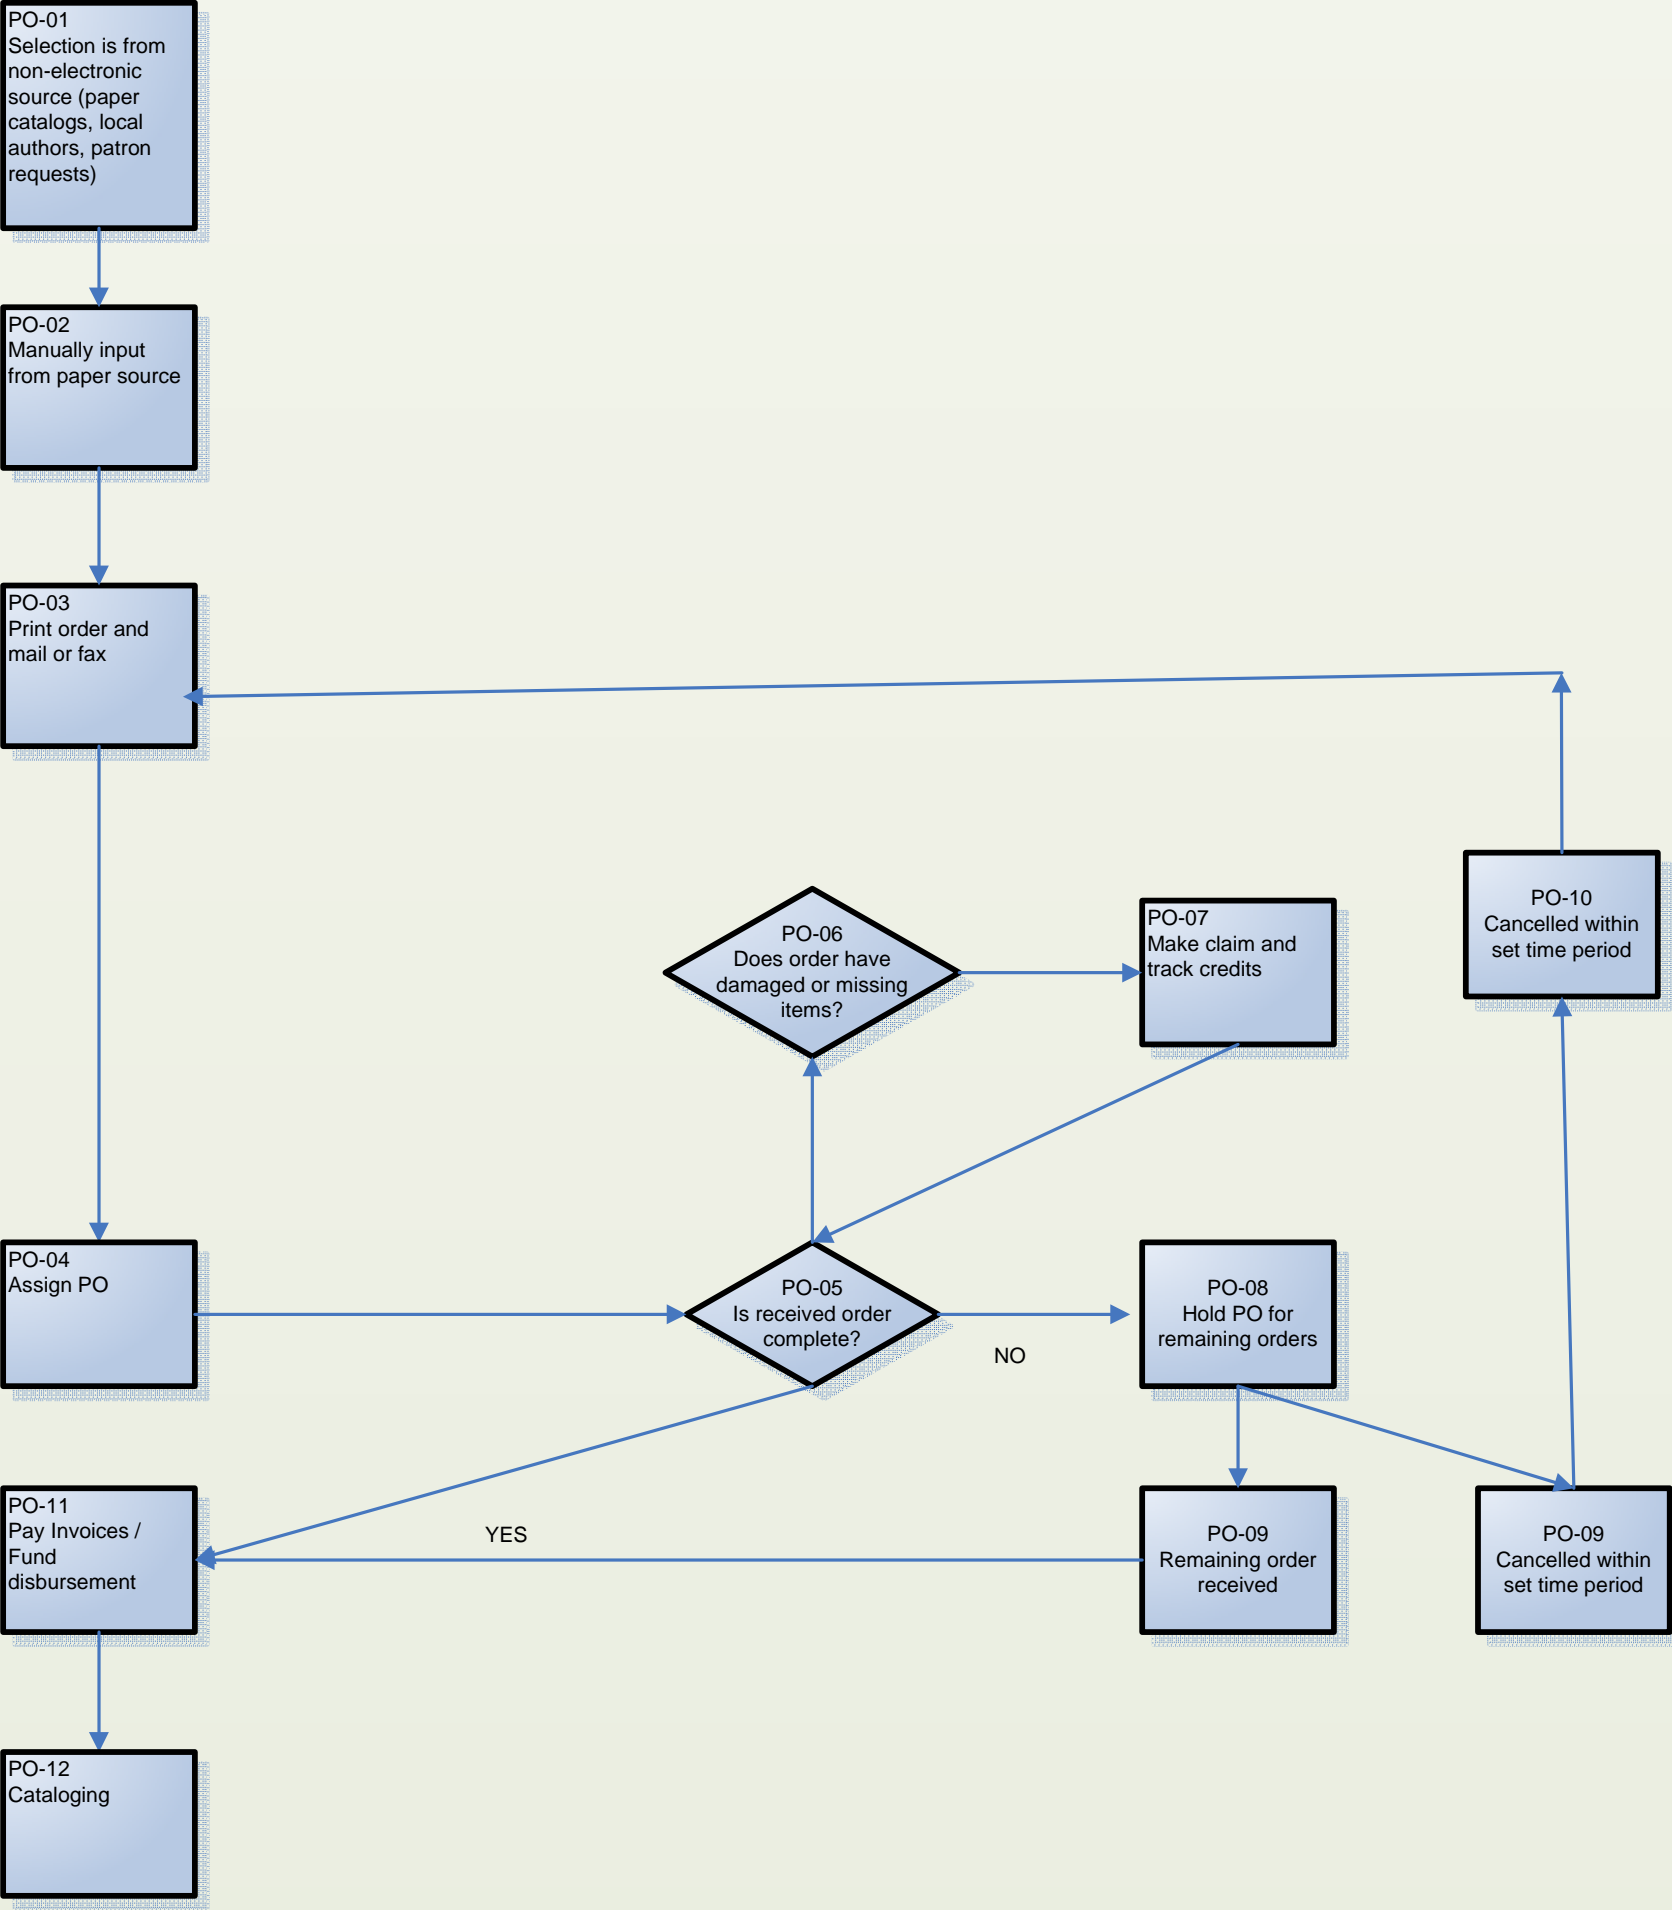 PO-01
Selection is from
non-electronic
source (paper
catalogs, local
authors, patron
requests)
PO-02
Manually input
from paper source
PO-03
Print order and
mail or fax
PO-06
Does order have
damaged or missing
items?
PO-07
Make claim and
track credits
PO-10
Cancelled within
set time period
PO-04
Assign PO
PO-05
Is received order
complete?
NO
PO-08
Hold PO for
remaining orders
PO-11
Pay Invoices /
Fund
disbursement
YES
PO-09
Remaining order
received
PO-09
Cancelled within
set time period
PO-12
Cataloging